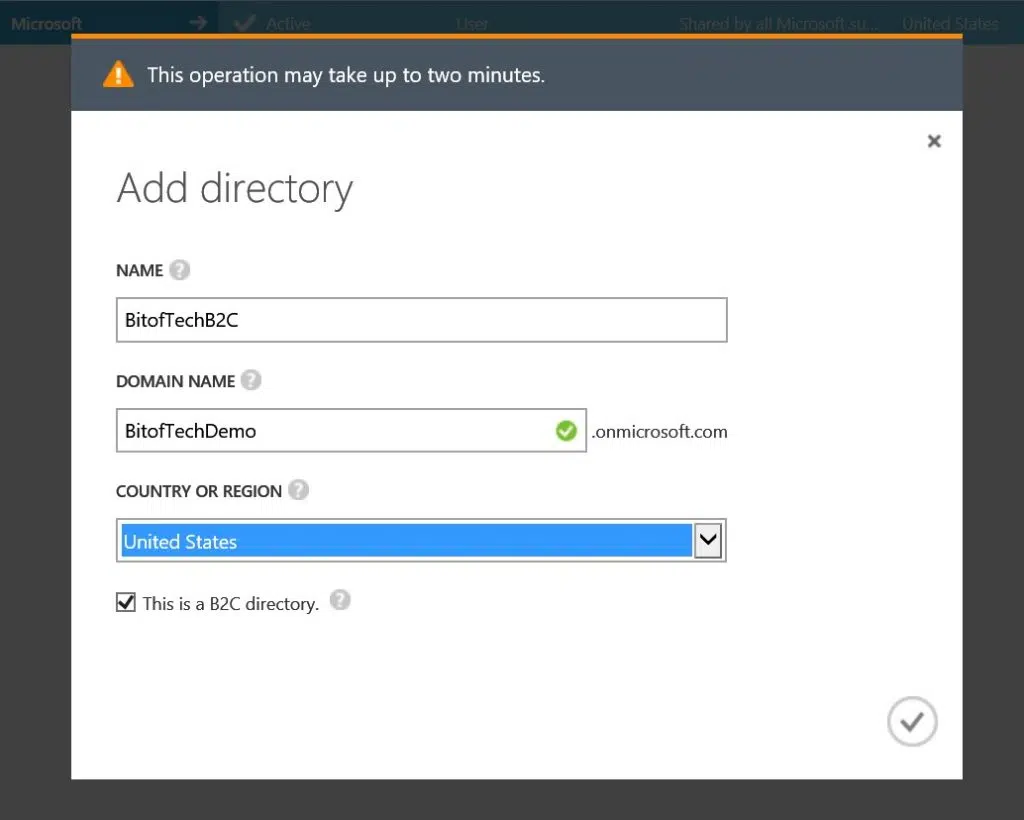 Microsoft Active User Shared by all Microsoft su... United States
This operation may take up to two minutes.
Add directory
NAME ?
BitofTechB2C
DOMAIN NAME ?
BitofTechDemo .onmicrosoft.com
COUNTRY OR REGION ?
United States
This is a B2C directory. ?